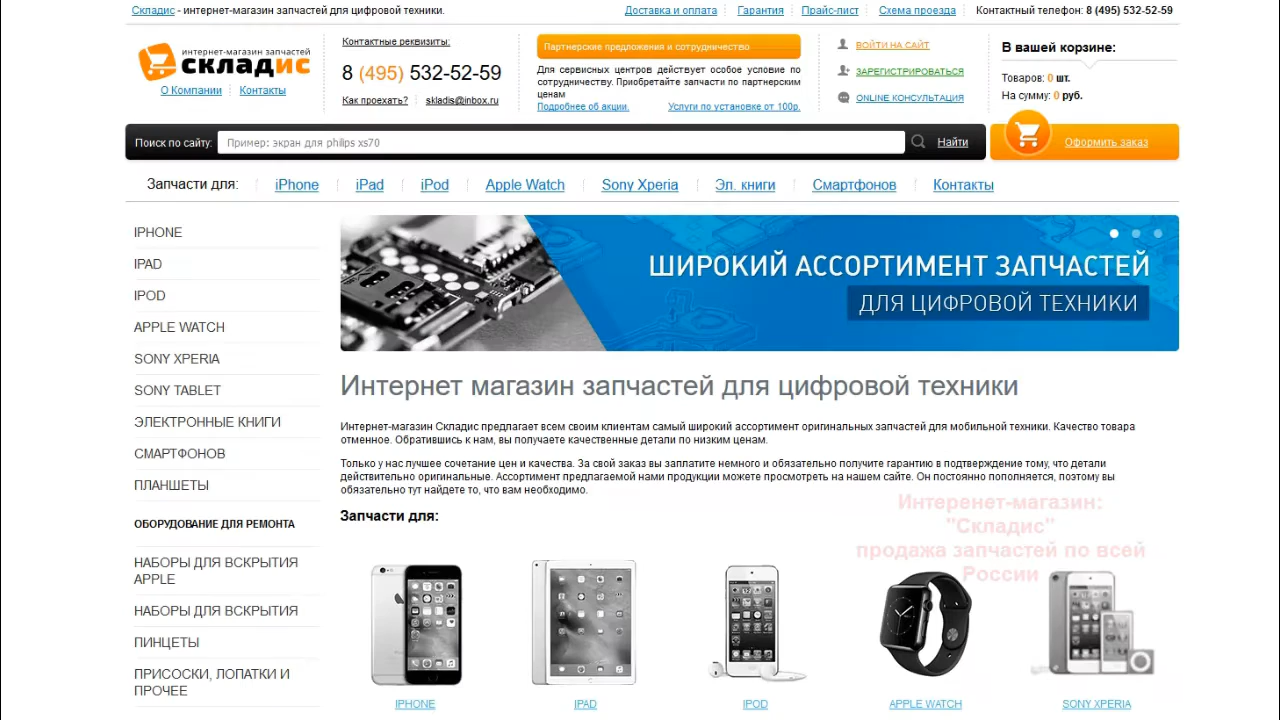 Складис - интернет-магазин запчастей для цифровой техники.
Доставка и оплата
Гарантия
Прайс-лист
Схема проезда
Контактный телефон: 8 (495) 532-52-59
интернет-магазин запчастей
складис
О Компании
Контакты
Контактные реквизиты:
8 (495) 532-52-59
Как проехать?
skladis@inbox.ru
Партнерские предложения и сотрудничество
Для сервисных центров действует особое условие по
сотрудничеству. Приобретайте запчасти по партнерским
ценам
Подробнее об акции.
Услуги по установке от 100р.
ВОЙТИ НА САЙТ
ЗАРЕГИСТРИРОВАТЬСЯ
ONLINE КОНСУЛЬТАЦИЯ
В вашей корзине:
Товаров: 0 шт.
На сумму: 0 руб.
Поиск по сайту:
Пример: экран для philips xs70
Найти
Оформить заказ
Запчасти для:
iPhone
iPad
iPod
Apple Watch
Sony Xperia
Эл. книги
Смартфонов
Контакты
IPHONE
IPAD
IPOD
APPLE WATCH
SONY XPERIA
SONY TABLET
ЭЛЕКТРОННЫЕ КНИГИ
СМАРТФОНОВ
ПЛАНШЕТЫ
ОБОРУДОВАНИЕ ДЛЯ РЕМОНТА
НАБОРЫ ДЛЯ ВСКРЫТИЯ
APPLE
НАБОРЫ ДЛЯ ВСКРЫТИЯ
ПИНЦЕТЫ
ПРИСОСКИ, ЛОПАТКИ И
ПРОЧЕЕ
ШИРОКИЙ АССОРТИМЕНТ ЗАПЧАСТЕЙ
ДЛЯ ЦИФРОВОЙ ТЕХНИКИ
Интернет магазин запчастей для цифровой техники
Интернет-магазин Складис предлагает всем своим клиентам самый широкий ассортимент оригинальных запчастей для мобильной техники. Качество товара
отменное. Обратившись к нам, вы получаете качественные детали по низким ценам.
Только у нас лучшее сочетание цен и качества. За свой заказ вы заплатите немного и обязательно получите гарантию в подтверждение тому, что детали
действительно оригинальные. Ассортимент предлагаемой нами продукции можете просмотреть на нашем сайте. Он постоянно пополняется, поэтому вы
обязательно тут найдете то, что вам необходимо.
Запчасти для:
Интеренет-магазин:
"Складис"
продажа запчастей по всей
России
IPHONE
IPAD
IPOD
APPLE WATCH
SONY XPERIA